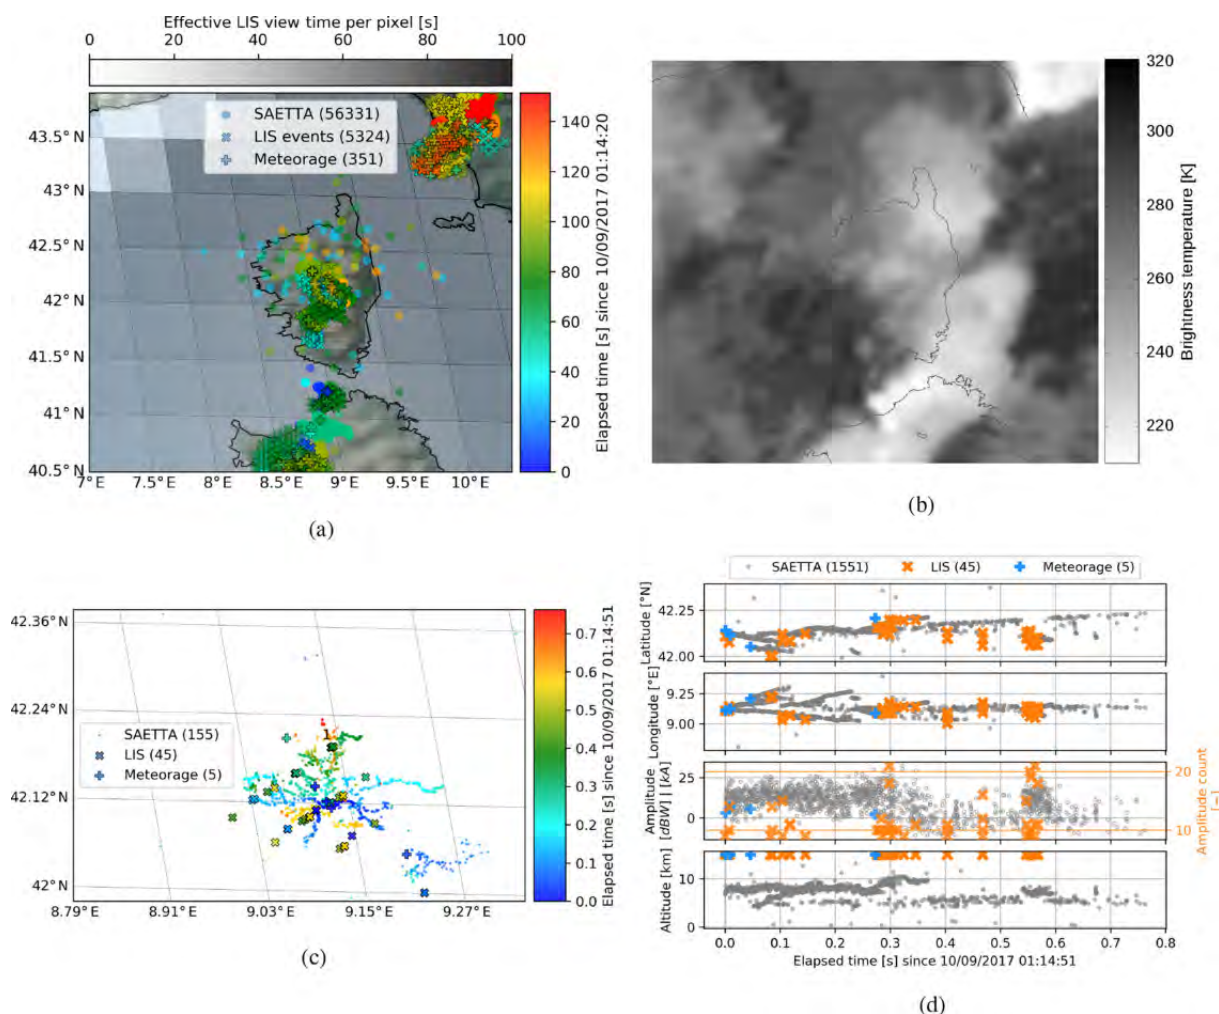 Effective LIS view time per pixel [s]
0 20 40 60 80 100
SAETTA (56331)
LIS events (5324)
Meteorage (351)
43.5° N
43° N
42.5° N
42° N
41.5° N
41° N
40.5° N
7° E 7.5° E 8° E 8.5° E 9° E 9.5° E 10° E
140
120
100
80
60
40
20
0
Elapsed time [s] since 10/09/2017 01:14:20
(a)
320
300
280
260
240
220
Brightness temperature [K]
(b)
42.36° N
42.24° N
42.12° N
42° N
SAETTA (155)
LIS (45)
Meteorage (5)
1
8.79° E 8.91° E 9.03° E 9.15° E 9.27° E
0.7
0.6
0.5
0.4
0.3
0.2
0.1
0.0
Elapsed time [s] since 10/09/2017 01:14:51
(c)
SAETTA (1551) LIS (45) Meteorage (5)
Latitude [°N]
42.25
42.00
Longitude [°E]
9.25
9.00
Amplitude
[dBW] | [kA]
25
0
20
10
Amplitude count
[−]
Altitude [km]
10
0
0.0 0.1 0.2 0.3 0.4 0.5 0.6 0.7 0.8
Elapsed time [s] since 10/09/2017 01:14:51
(d)